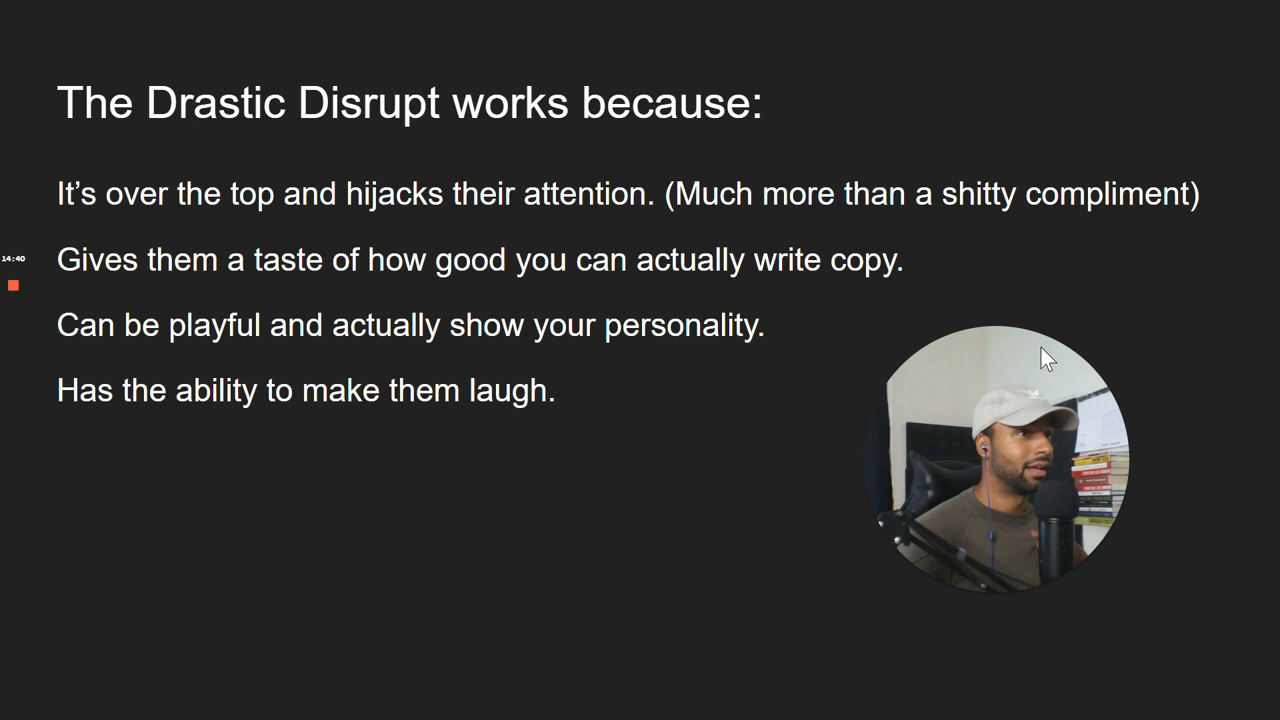 The Drastic Disrupt works because:
It’s over the top and hijacks their attention. (Much more than a shitty compliment)
14:40
Gives them a taste of how good you can actually write copy.
Can be playful and actually show your personality.
Has the ability to make them laugh.